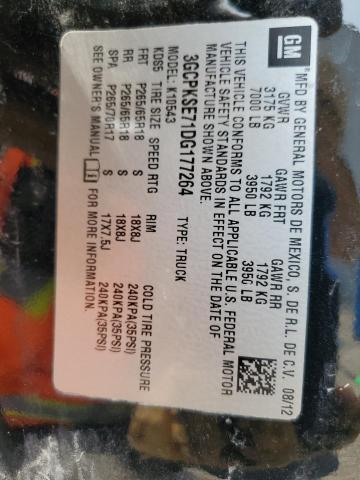 GM
MFD BY GENERAL MOTORS DE MEXICO, S. DE R.L. DE C.V. 08/12
GVWR GAWR FRT GAWR RR
3175 KG 1792 KG 1792 KG
7000 LB 3950 LB 3950 LB
THIS VEHICLE CONFORMS TO ALL APPLICABLE U.S. FEDERAL MOTOR
VEHICLE SAFETY STANDARDS IN EFFECT ON THE DATE OF
MANUFACTURE SHOWN ABOVE.
3GCPKSE71DG177264 TYPE: TRUCK
MODEL: K10543
KDS5 TIRE SIZE SPEED RTG RIM COLD TIRE PRESSURE
FRT P265/65R18 S 18X8J 240KPA(35PSI)
RR P265/65R18 S 18X8J 240KPA(35PSI)
SPA P265/70R17 S 17X7.5J 240KPA(35PSI)
SEE OWNER'S MANUAL FOR MORE INFORMATION.